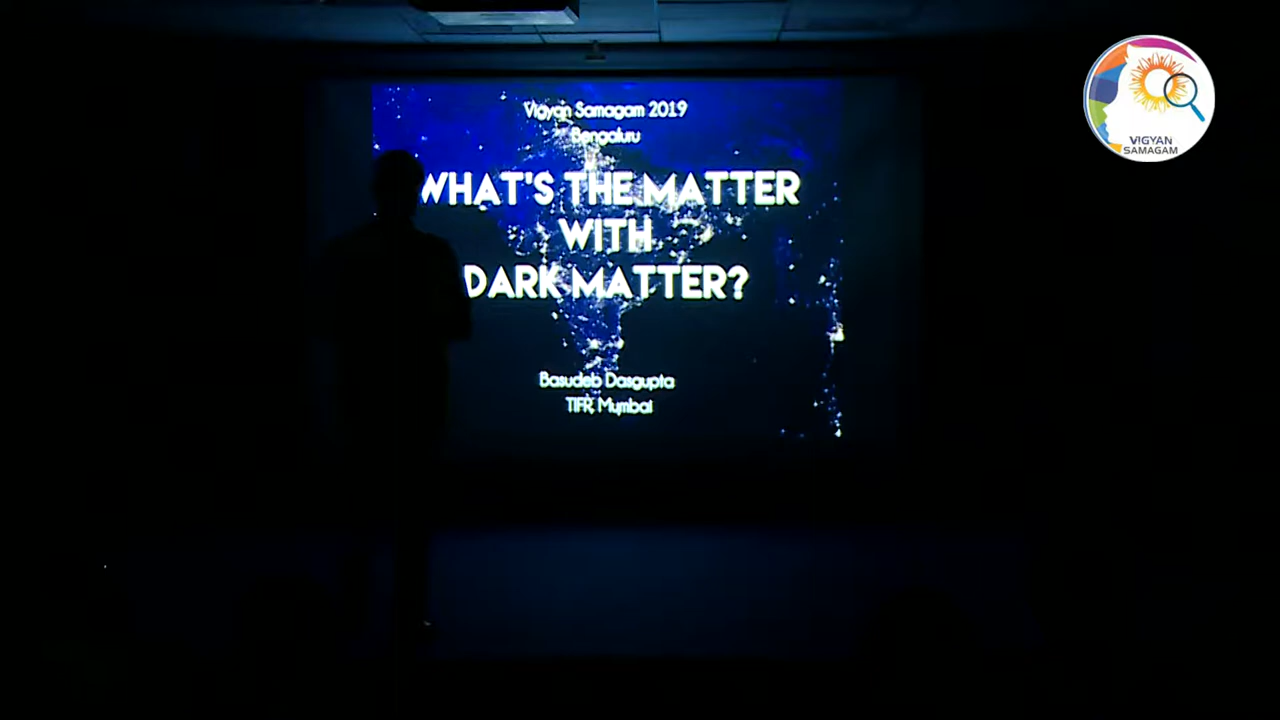 Vigyan Samagam 2019
Bengaluru
WHAT'S THE MATTER
WITH
DARK MATTER?
Basudeb Dasgupta
TIFR, Mumbai
VIGYAN
SAMAGAM